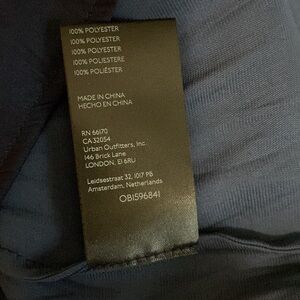 100% POLYESTER
100% POLYESTER
100% POLYESTER
100% POLIESTERE
100% POLIÉSTER
MADE IN CHINA
HECHO EN CHINA
RN 66170
CA 32054
Urban Outfitters, Inc.
146 Brick Lane
LONDON, E1 6RU
Leidsestraat 32, 1017 PB
Amsterdam, Netherlands
OB1596841